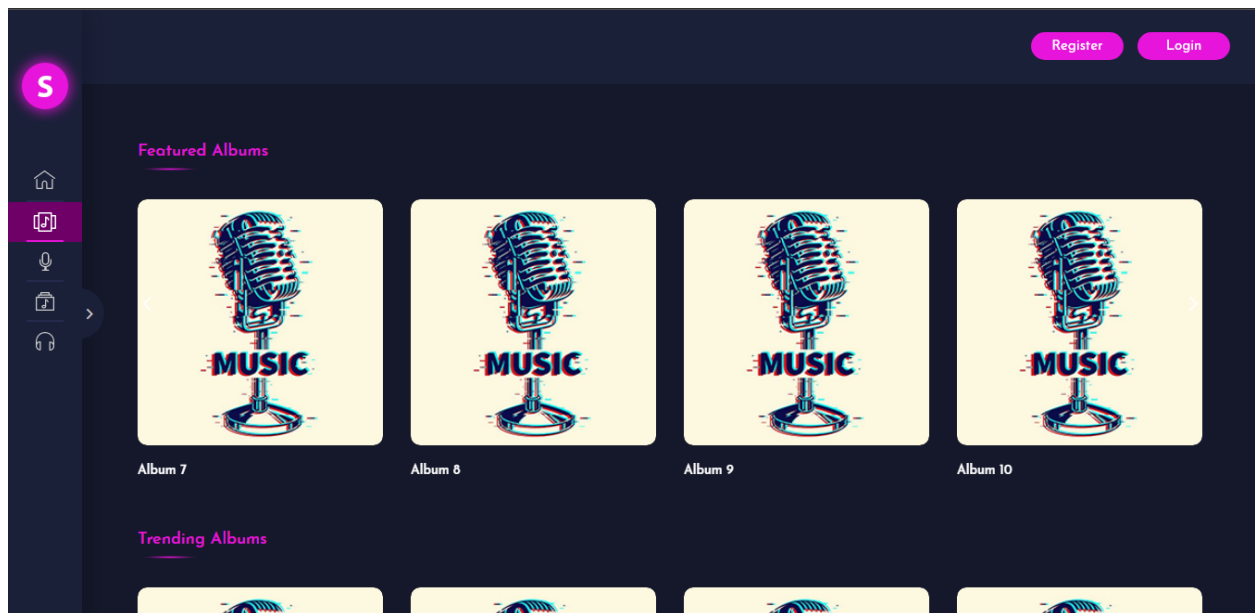 Register Login
S
Featured Albums
MUSIC MUSIC MUSIC MUSIC
Album 7 Album 8 Album 9 Album 10
Trending Albums